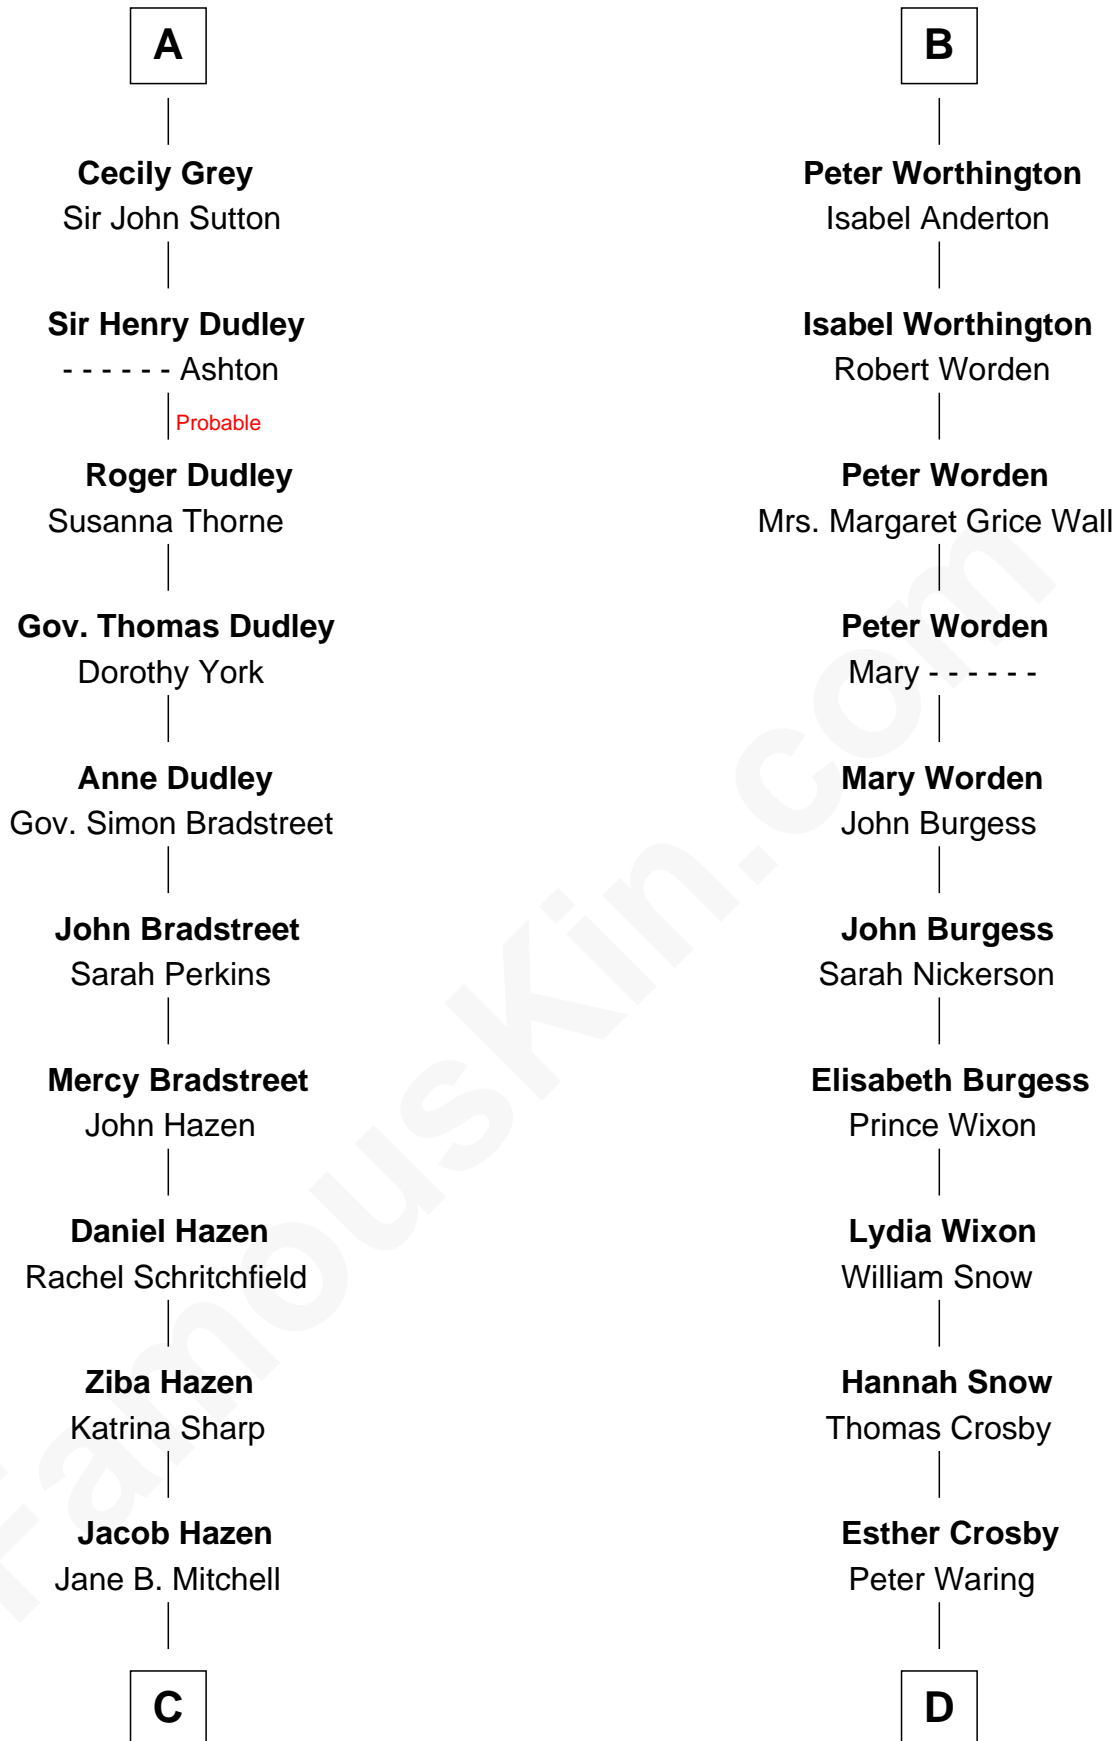 A
Cecily Grey
Sir John Sutton
Sir Henry Dudley
- - - - - - Ashton
Probable
Roger Dudley
Susanna Thorne
Gov. Thomas Dudley
Dorothy York
Anne Dudley
Gov. Simon Bradstreet
John Bradstreet
Sarah Perkins
Mercy Bradstreet
John Hazen
Daniel Hazen
Rachel Schritchfield
Ziba Hazen
Katrina Sharp
Jacob Hazen
Jane B. Mitchell
C
B
Peter Worthington
Isabel Anderton
Isabel Worthington
Robert Worden
Peter Worden
Mrs. Margaret Grice Wall
Peter Worden
Mary - - - - - -
Mary Worden
John Burgess
John Burgess
Sarah Nickerson
Elisabeth Burgess
Prince Wixon
Lydia Wixon
William Snow
Hannah Snow
Thomas Crosby
Esther Crosby
Peter Waring
D
FamousKin.com